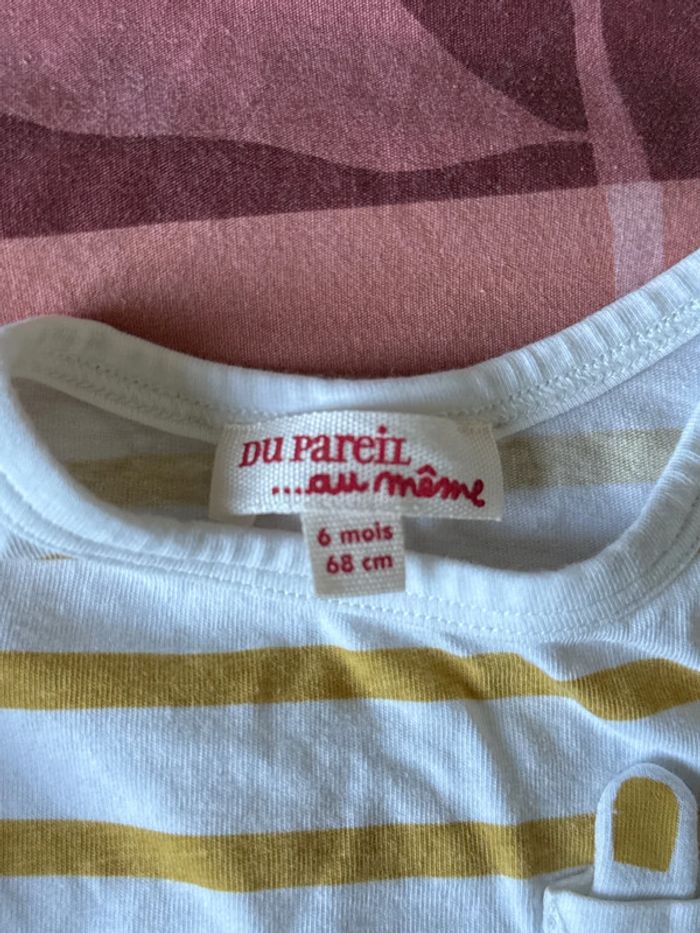 DU PAREIL
....au même
6 mois
68 cm